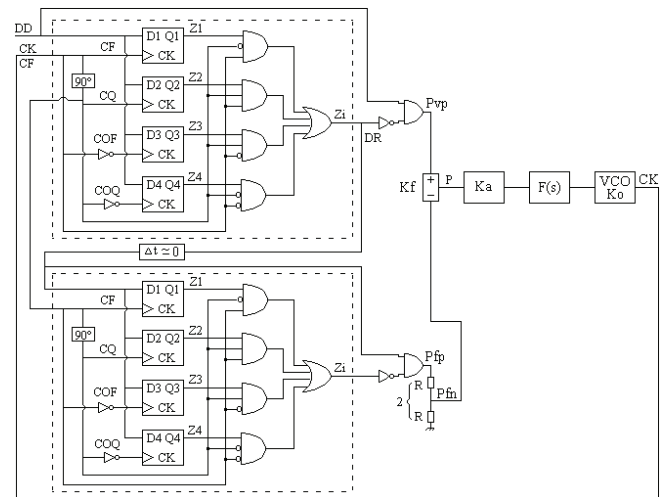 DD
CK
CF
CF
D1 Q1
CK
Z1
90°
CQ
D2 Q2
CK
Z2
COF
D3 Q3
CK
Z3
COQ
D4 Q4
CK
Z4
Zi
DR
Pvp
Kf
+
−
P
Ka
F(s)
VCO
Ko
CK
Δt ≃ 0
CF
D1 Q1
CK
Z1
90°
CQ
D2 Q2
CK
Z2
COF
D3 Q3
CK
Z3
COQ
D4 Q4
CK
Z4
Zi
Pfp
R
Pfn
2
R